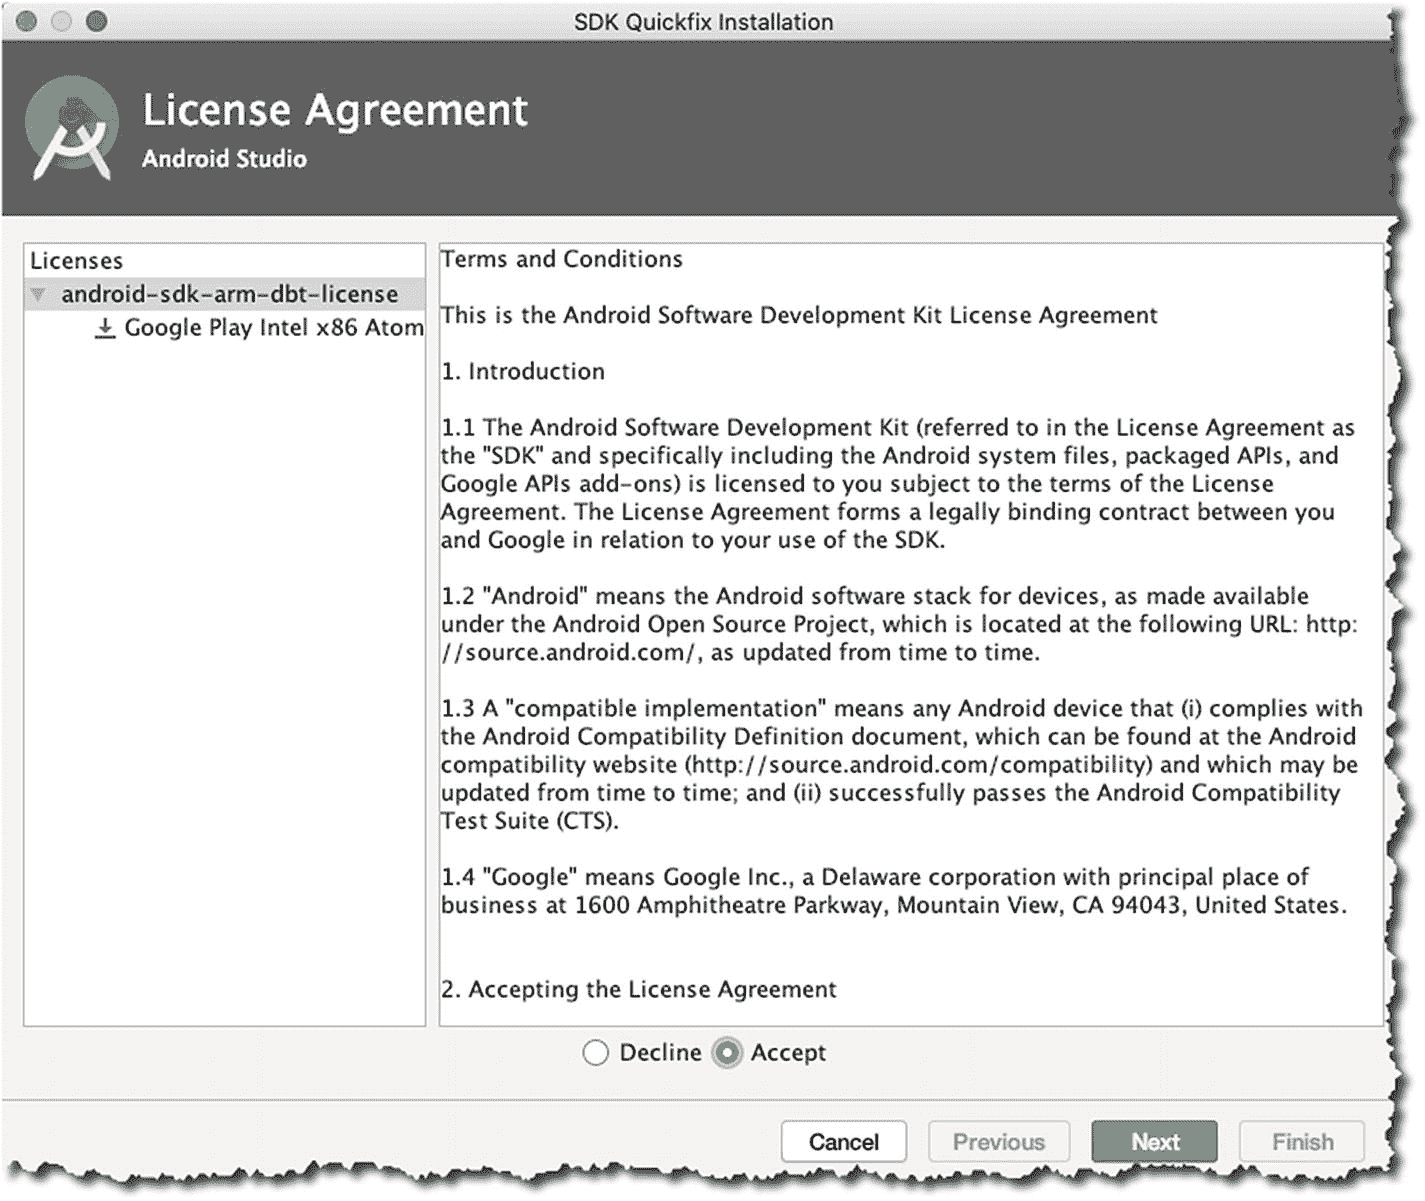 SDK Quickfix Installation
License Agreement
Android Studio
Licenses
android-sdk-arm-dbt-license
Google Play Intel x86 Atom
Terms and Conditions
This is the Android Software Development Kit License Agreement
1. Introduction
1.1 The Android Software Development Kit (referred to in the License Agreement as
the "SDK" and specifically including the Android system files, packaged APIs, and
Google APIs add-ons) is licensed to you subject to the terms of the License
Agreement. The License Agreement forms a legally binding contract between you
and Google in relation to your use of the SDK.
1.2 "Android" means the Android software stack for devices, as made available
under the Android Open Source Project, which is located at the following URL: http:
//source.android.com/, as updated from time to time.
1.3 A "compatible implementation" means any Android device that (i) complies with
the Android Compatibility Definition document, which can be found at the Android
compatibility website (http://source.android.com/compatibility) and which may be
updated from time to time; and (ii) successfully passes the Android Compatibility
Test Suite (CTS).
1.4 "Google" means Google Inc., a Delaware corporation with principal place of
business at 1600 Amphitheatre Parkway, Mountain View, CA 94043, United States.
2. Accepting the License Agreement
Decline Accept
Cancel Previous Next Finish